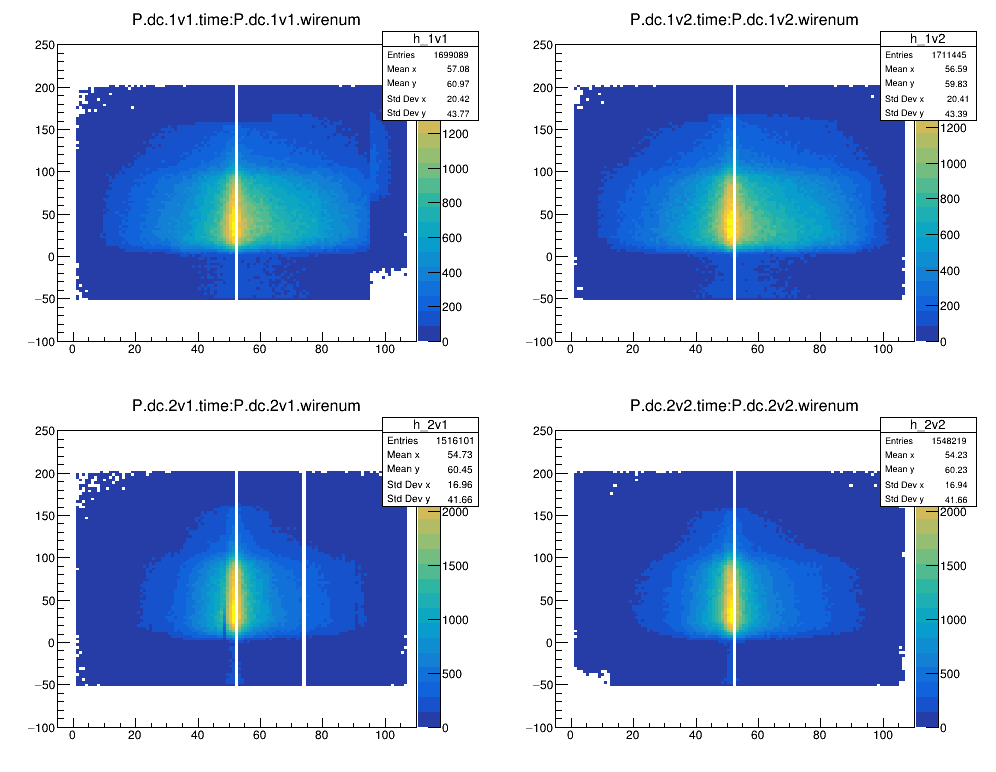 P.dc.1v1.time:P.dc.1v1.wirenum
h_1v1
Entries 1699089
Mean x 57.08
Mean y 60.97
Std Dev x 20.42
Std Dev y 43.77
250
200
150
100
50
0
−50
−100
0 20 40 60 80 100
1200
1000
800
600
400
200
0
P.dc.1v2.time:P.dc.1v2.wirenum
h_1v2
Entries 1711445
Mean x 56.59
Mean y 59.83
Std Dev x 20.41
Std Dev y 43.39
250
200
150
100
50
0
−50
−100
0 20 40 60 80 100
1200
1000
800
600
400
200
0
P.dc.2v1.time:P.dc.2v1.wirenum
h_2v1
Entries 1516101
Mean x 54.73
Mean y 60.45
Std Dev x 16.96
Std Dev y 41.66
250
200
150
100
50
0
−50
−100
0 20 40 60 80 100
2000
1500
1000
500
0
P.dc.2v2.time:P.dc.2v2.wirenum
h_2v2
Entries 1548219
Mean x 54.23
Mean y 60.23
Std Dev x 16.94
Std Dev y 41.66
250
200
150
100
50
0
−50
−100
0 20 40 60 80 100
2000
1500
1000
500
0